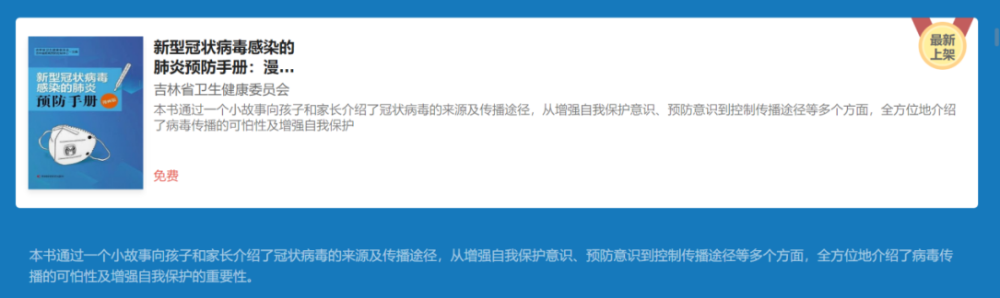 新型冠状病毒
感染的肺炎
预防手册
新型冠状病毒感染的
肺炎预防手册：漫...
吉林省卫生健康委员会
本书通过一个小故事向孩子和家长介绍了冠状病毒的来源及传播途径，从增强自我保护意识、预防意识到控制传播途径等多个方面，全方位地介绍
了病毒传播的可怕性及增强自我保护
免费
最新
上架
本书通过一个小故事向孩子和家长介绍了冠状病毒的来源及传播途径，从增强自我保护意识、预防意识到控制传播途径等多个方面，全方位地介绍了病毒传
播的可怕性及增强自我保护的重要性。